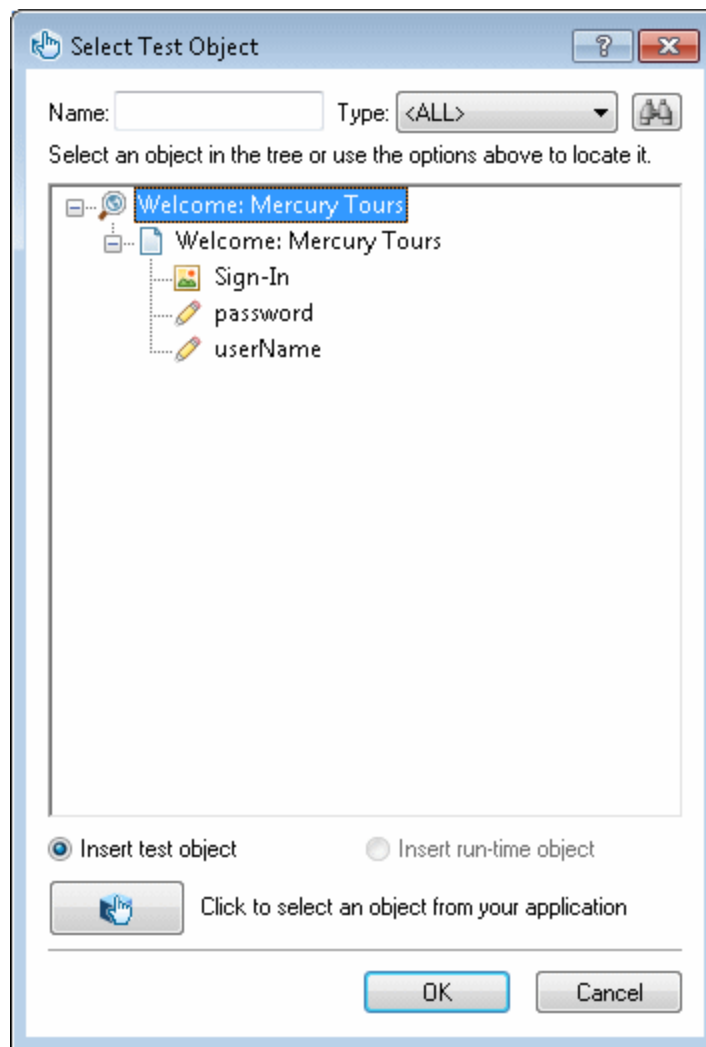 Select Test Object
?
Name: Type: <ALL>
Select an object in the tree or use the options above to locate it.
Welcome: Mercury Tours
Welcome: Mercury Tours
Sign-In
password
userName
Insert test object Insert run-time object
Click to select an object from your application
OK Cancel